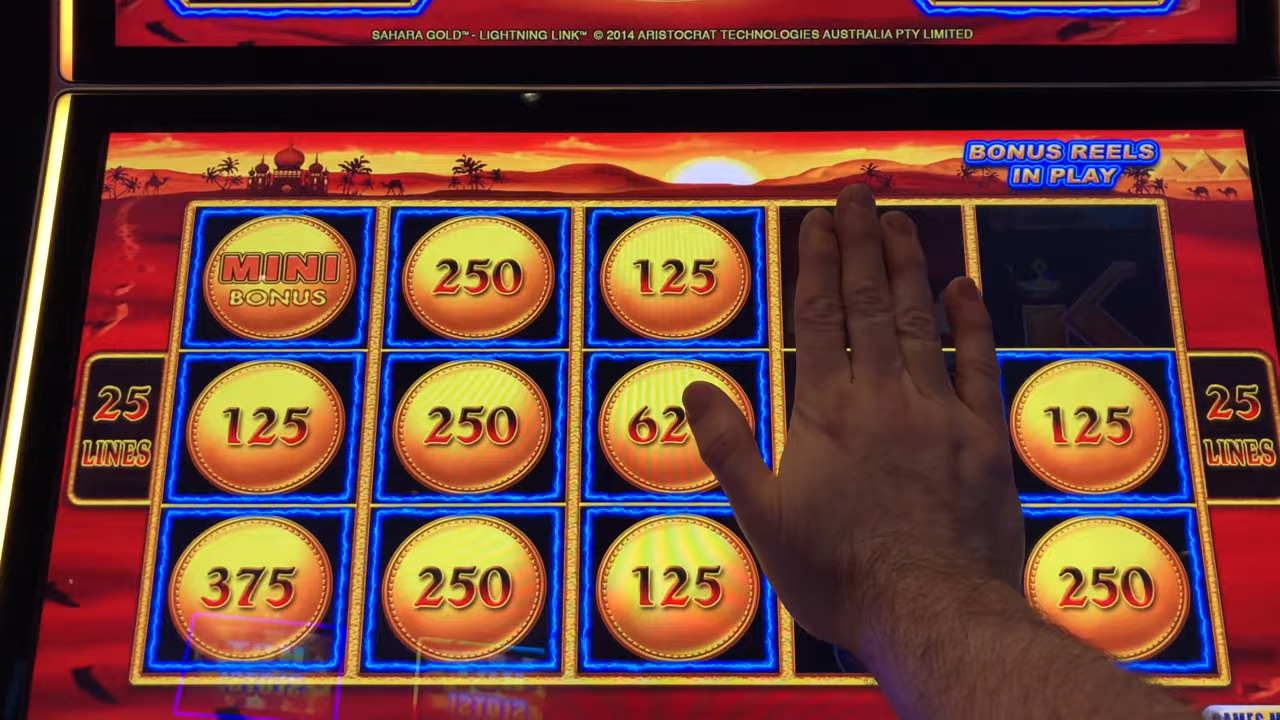 SAHARA GOLD™ - LIGHTNING LINK™ © 2014 ARISTOCRAT TECHNOLOGIES AUSTRALIA PTY LIMITED
BONUS REELS
IN PLAY
MINI
BONUS
250
125
25
LINES
125
250
62
125
25
LINES
375
250
125
250